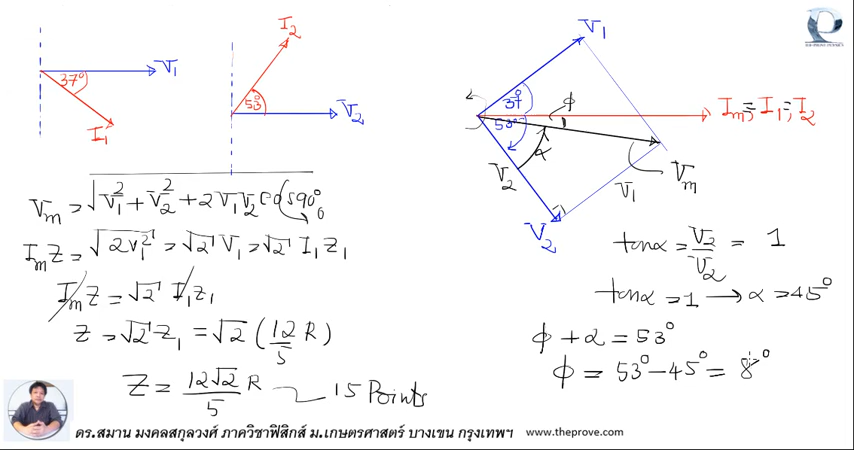 37°
V₁
I₁
I₂
53°
V₂
V₁
37°
53°
ϕ
α
V₂
V₂
V₁
Vₘ
Iₘ = I₁ = I₂
Vₘ = √V₁² + V₂² + 2V₁V₂ cos90° 0
IₘZ = √2V₁² = √2 V₁ = √2 I₁Z₁
IₘZ = √2 I₁Z₁
Z = √2 Z₁ = √2 (12/5 R)
Z = 12√2/5 R ~ 15 Points
tanα = V₂/V₂ = 1
tanα = 1 → α = 45°
ϕ + α = 53°
ϕ = 53° − 45° = 8°
ดร.สมาน มงคลสกุลวงศ์ ภาควิชาฟิสิกส์ ม.เกษตรศาสตร์ บางเขน กรุงเทพฯ www.theprove.com